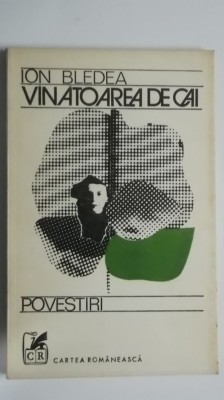 ION BLEDEA
VINATOAREA DE CAI
POVESTIRI
CR
CARTEA ROMÂNEASCĂ